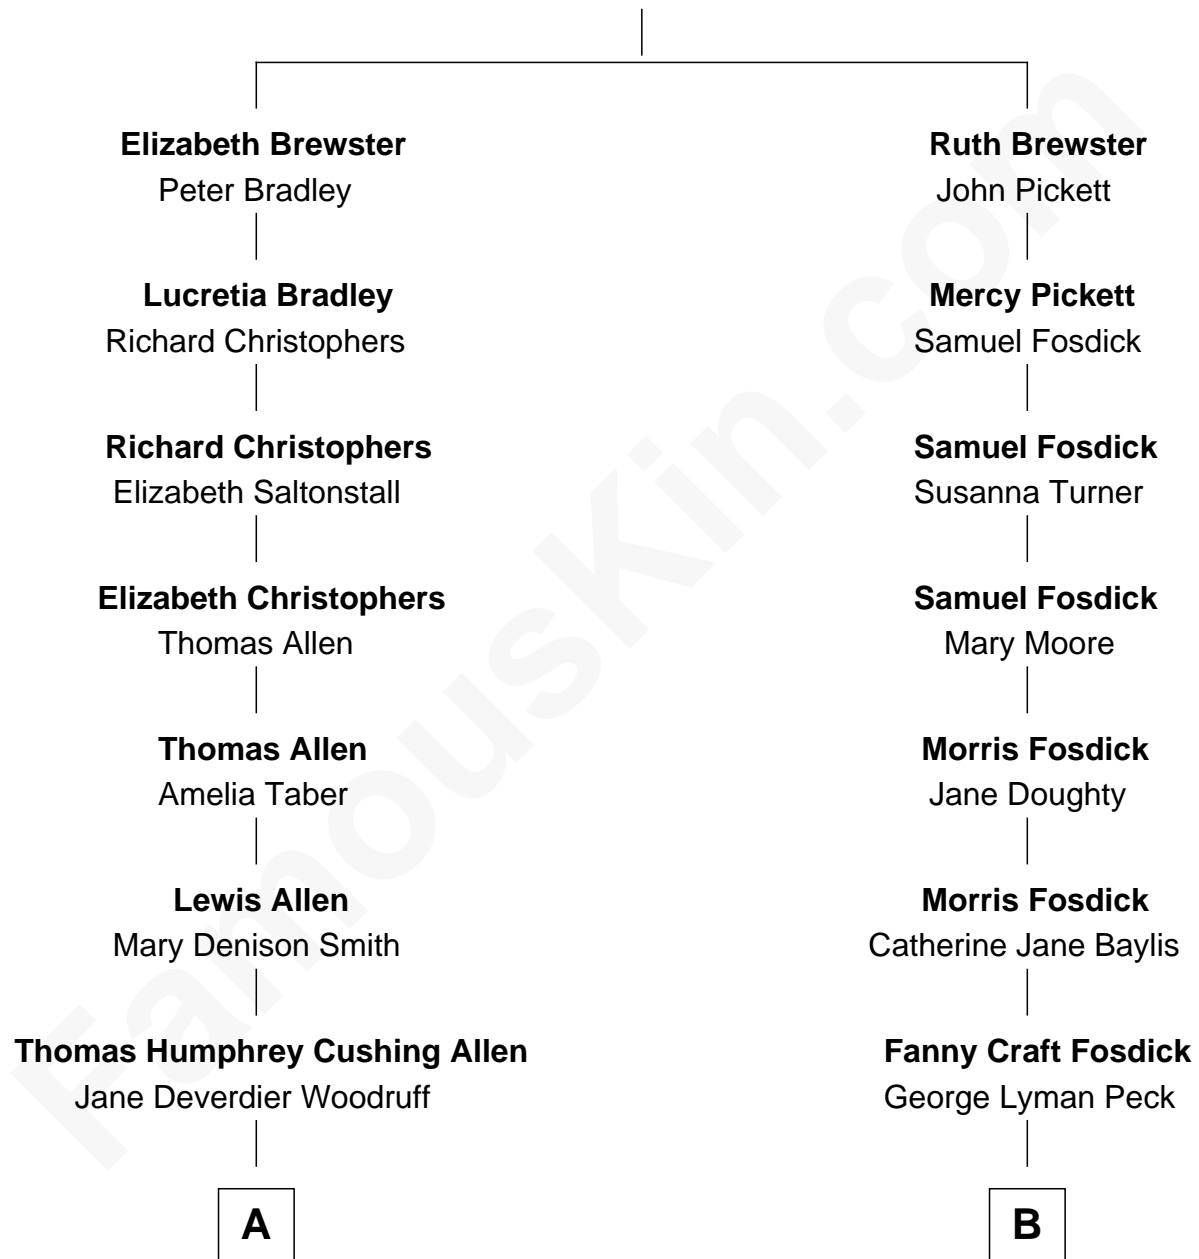 Elizabeth Brewster
Peter Bradley
Lucretia Bradley
Richard Christophers
Richard Christophers
Elizabeth Saltonstall
Elizabeth Christophers
Thomas Allen
Thomas Allen
Amelia Taber
Lewis Allen
Mary Denison Smith
Thomas Humphrey Cushing Allen
Jane Deverdier Woodruff
A
Ruth Brewster
John Pickett
Mercy Pickett
Samuel Fosdick
Samuel Fosdick
Susanna Turner
Samuel Fosdick
Mary Moore
Morris Fosdick
Jane Doughty
Morris Fosdick
Catherine Jane Baylis
Fanny Craft Fosdick
George Lyman Peck
B
FamousKin.com